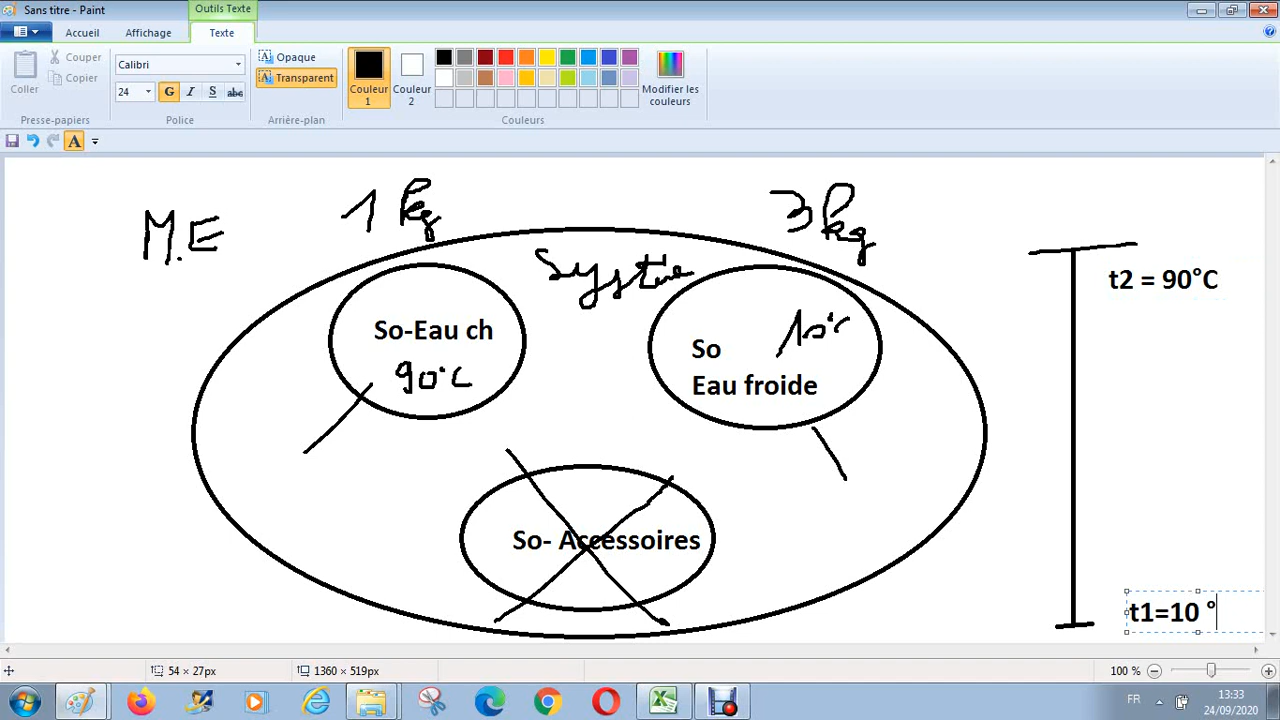 Sans titre - Paint
Outils Texte
Accueil
Affichage
Texte
Coller
Couper
Copier
Presse-papiers
Calibri
24
G I S abc
Police
Opaque
Transparent
Arrière-plan
Couleur 1
Couleur 2
Modifier les couleurs
Couleurs
A
M.E
1 kg
3 kg
Système
t2 = 90°C
So-Eau ch
90°C
So
10°C
Eau froide
So- Accessoires
t1=10 °
54 × 27px
1360 × 519px
100 %
FR
13:33
24/09/2020